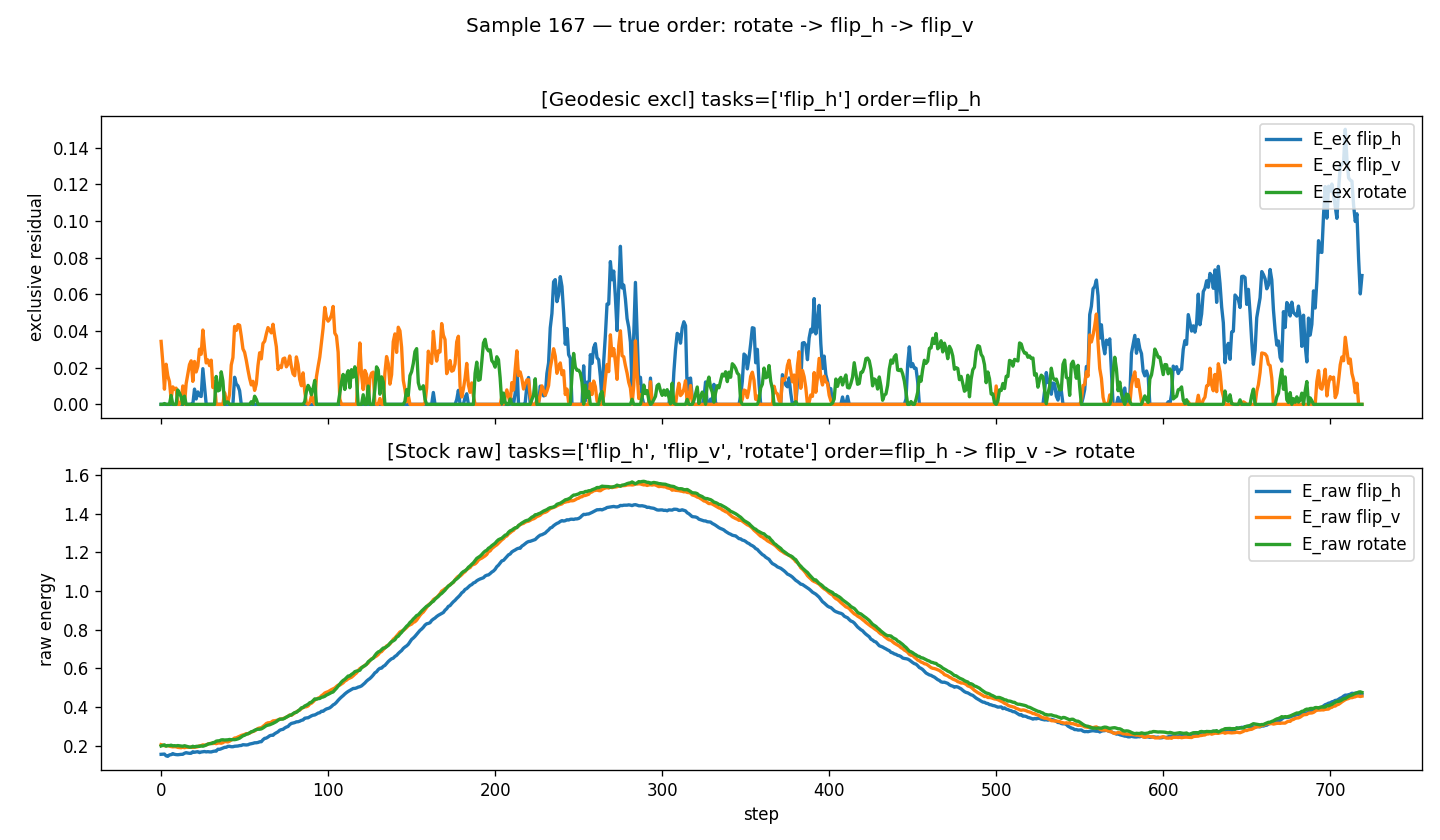 Sample 167 — true order: rotate -> flip_h -> flip_v
[Geodesic excl] tasks=['flip_h'] order=flip_h
exclusive residual
0.14
0.12
0.10
0.08
0.06
0.04
0.02
0.00
E_ex flip_h
E_ex flip_v
E_ex rotate
[Stock raw] tasks=['flip_h', 'flip_v', 'rotate'] order=flip_h -> flip_v -> rotate
raw energy
1.6
1.4
1.2
1.0
0.8
0.6
0.4
0.2
E_raw flip_h
E_raw flip_v
E_raw rotate
0 100 200 300 400 500 600 700
step